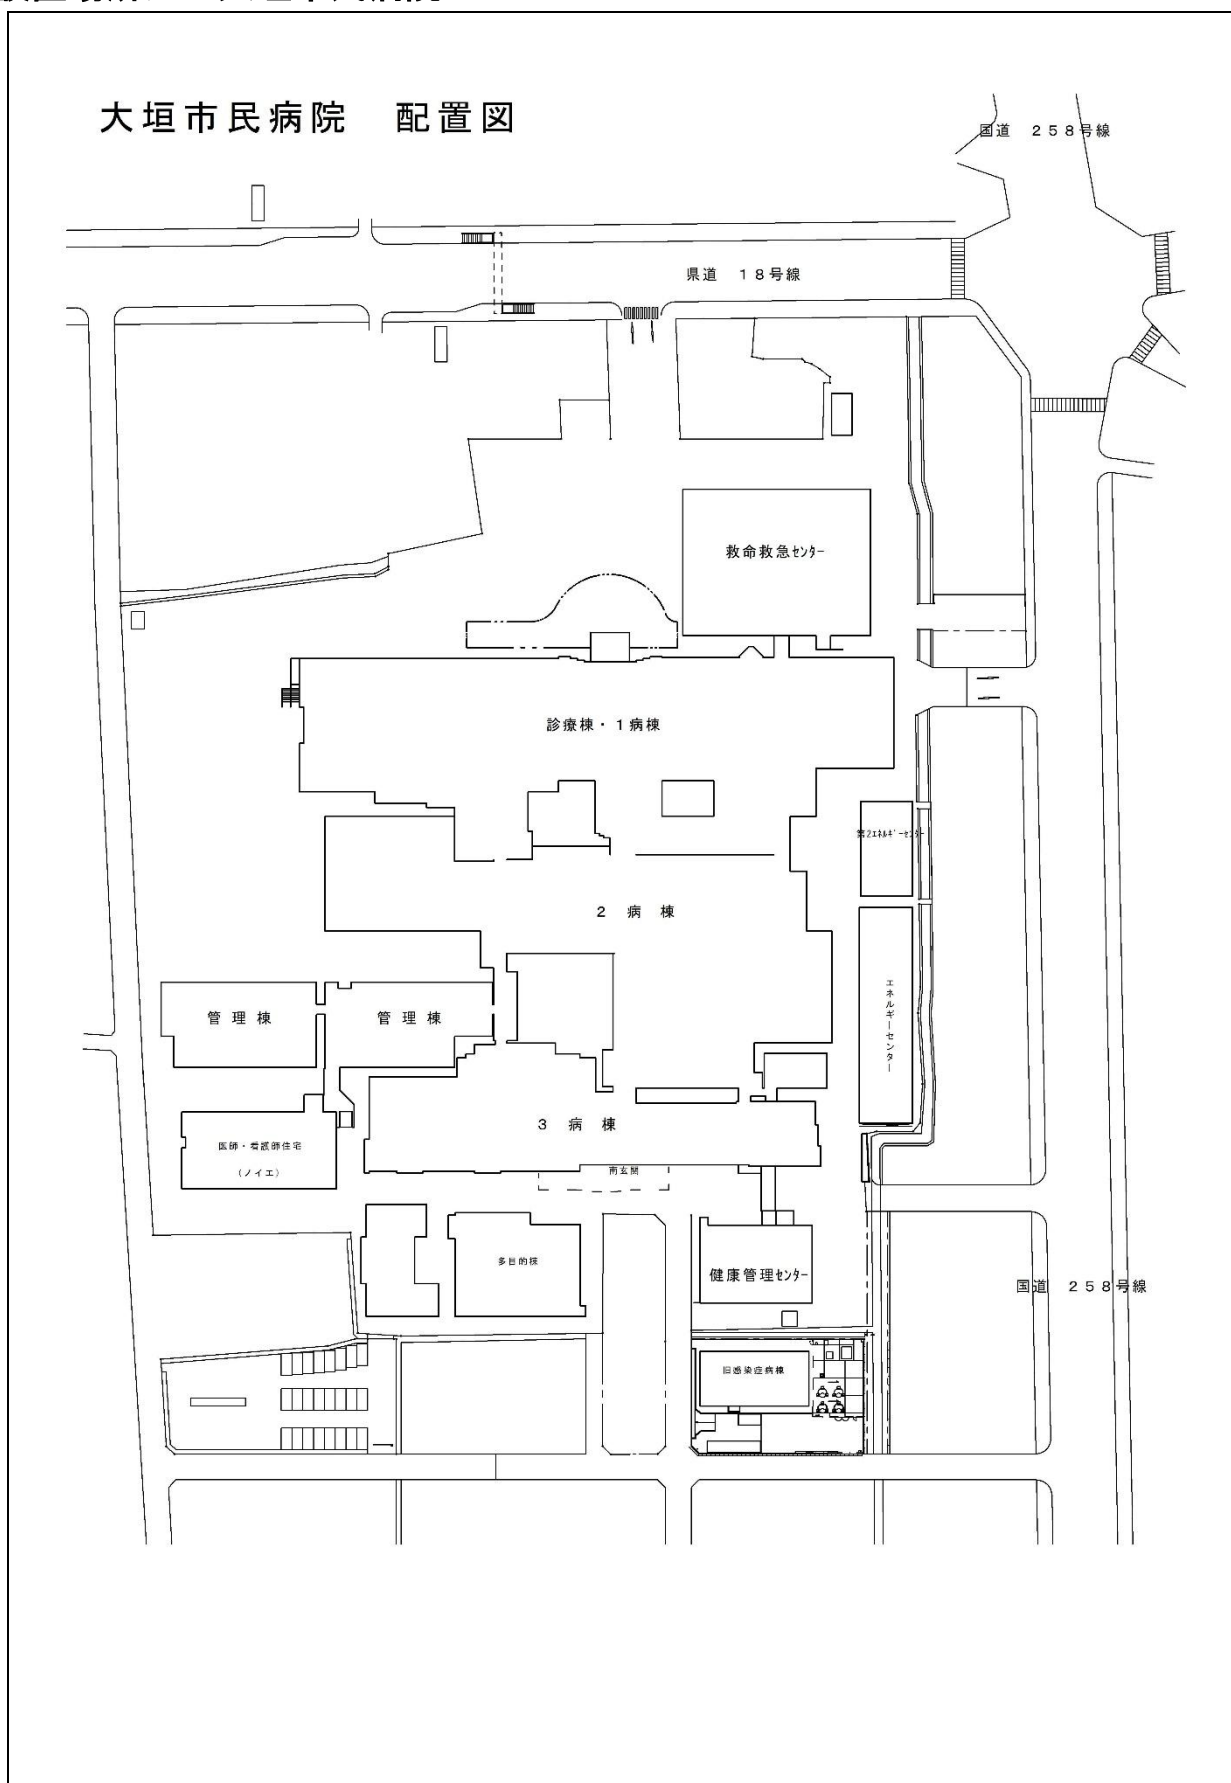 大垣市民病院　配置図
国道　２５８号線
県道　１８号線
救命救急ｾﾝﾀｰ
診療棟・１病棟
第2ｴﾈﾙｷﾞｰｾﾝﾀｰ
２　病　棟
エネルギーセンター
管 理 棟
管 理 棟
３　病　棟
医師・看護師住宅
(ノイエ)
南玄関
多目的棟
健康管理ｾﾝﾀｰ
国道　２５８号線
旧感染症病棟